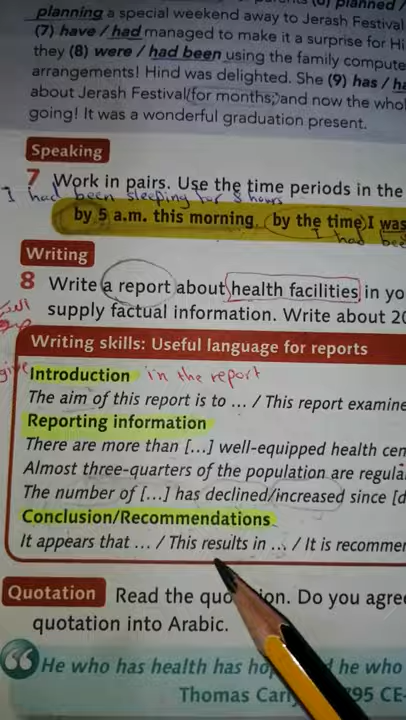 planning a special weekend away to Jerash Festival
(7) have / had managed to make it a surprise for Hi
they (8) were / had been using the family compute
arrangements! Hind was delighted. She (9) has / ha
about Jerash Festival for months; and now the whol
going! It was a wonderful graduation present.
Speaking
7 Work in pairs. Use the time periods in the
I had been sleeping for 8 hours
by 5 a.m. this morning, by the time I was
I had bee
Writing
8 Write a report about health facilities in yo
supply factual information. Write about 20
Writing skills: Useful language for reports
give Introduction in the report
The aim of this report is to ... / This report examine
Reporting information
There are more than [...] well-equipped health cen
Almost three-quarters of the population are regula
The number of [...] has declined/increased since [d
Conclusion/Recommendations
It appears that ... / This results in ... / It is recommen
Quotation Read the quo ion. Do you agre
quotation into Arabic.
He who has health has hop d he who
Thomas Carl 795 CE-